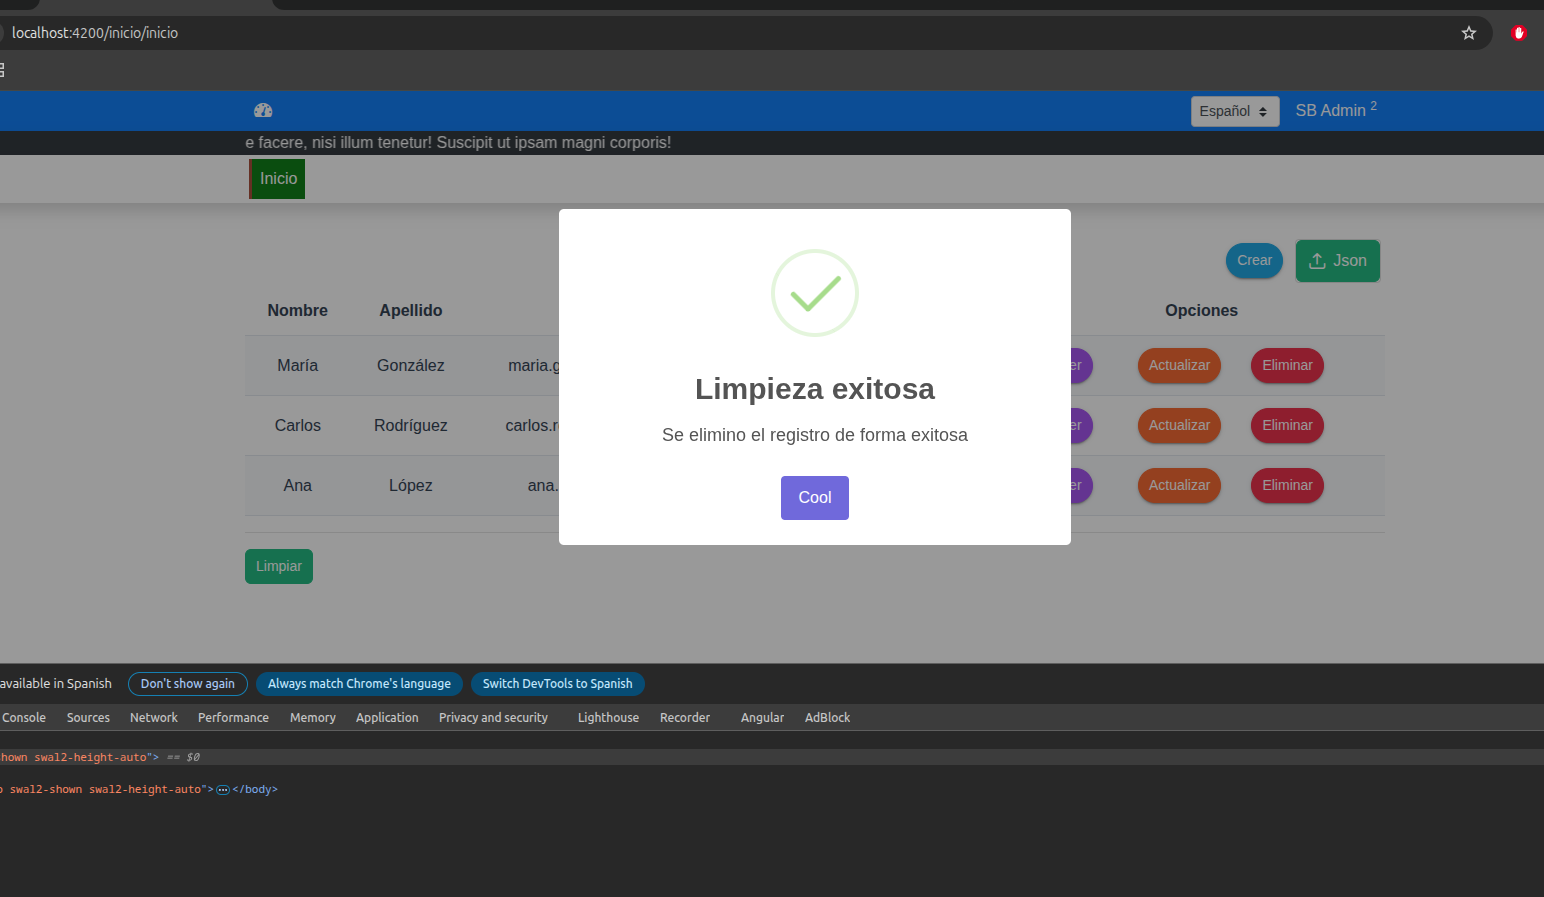 localhost:4200/inicio/inicio
Español SB Admin 2
e facere, nisi illum tenetur! Suscipit ut ipsam magni corporis!
Inicio
Crear Json
Nombre Apellido Opciones
María González maria.g er Actualizar Eliminar
Carlos Rodríguez carlos.r er Actualizar Eliminar
Ana López ana. er Actualizar Eliminar
Limpieza exitosa
Se elimino el registro de forma exitosa
Cool
Limpiar
available in Spanish Don't show again Always match Chrome's language Switch DevTools to Spanish
Console Sources Network Performance Memory Application Privacy and security Lighthouse Recorder Angular AdBlock
hown swal2-height-auto"> == $0
o swal2-shown swal2-height-auto">…</body>